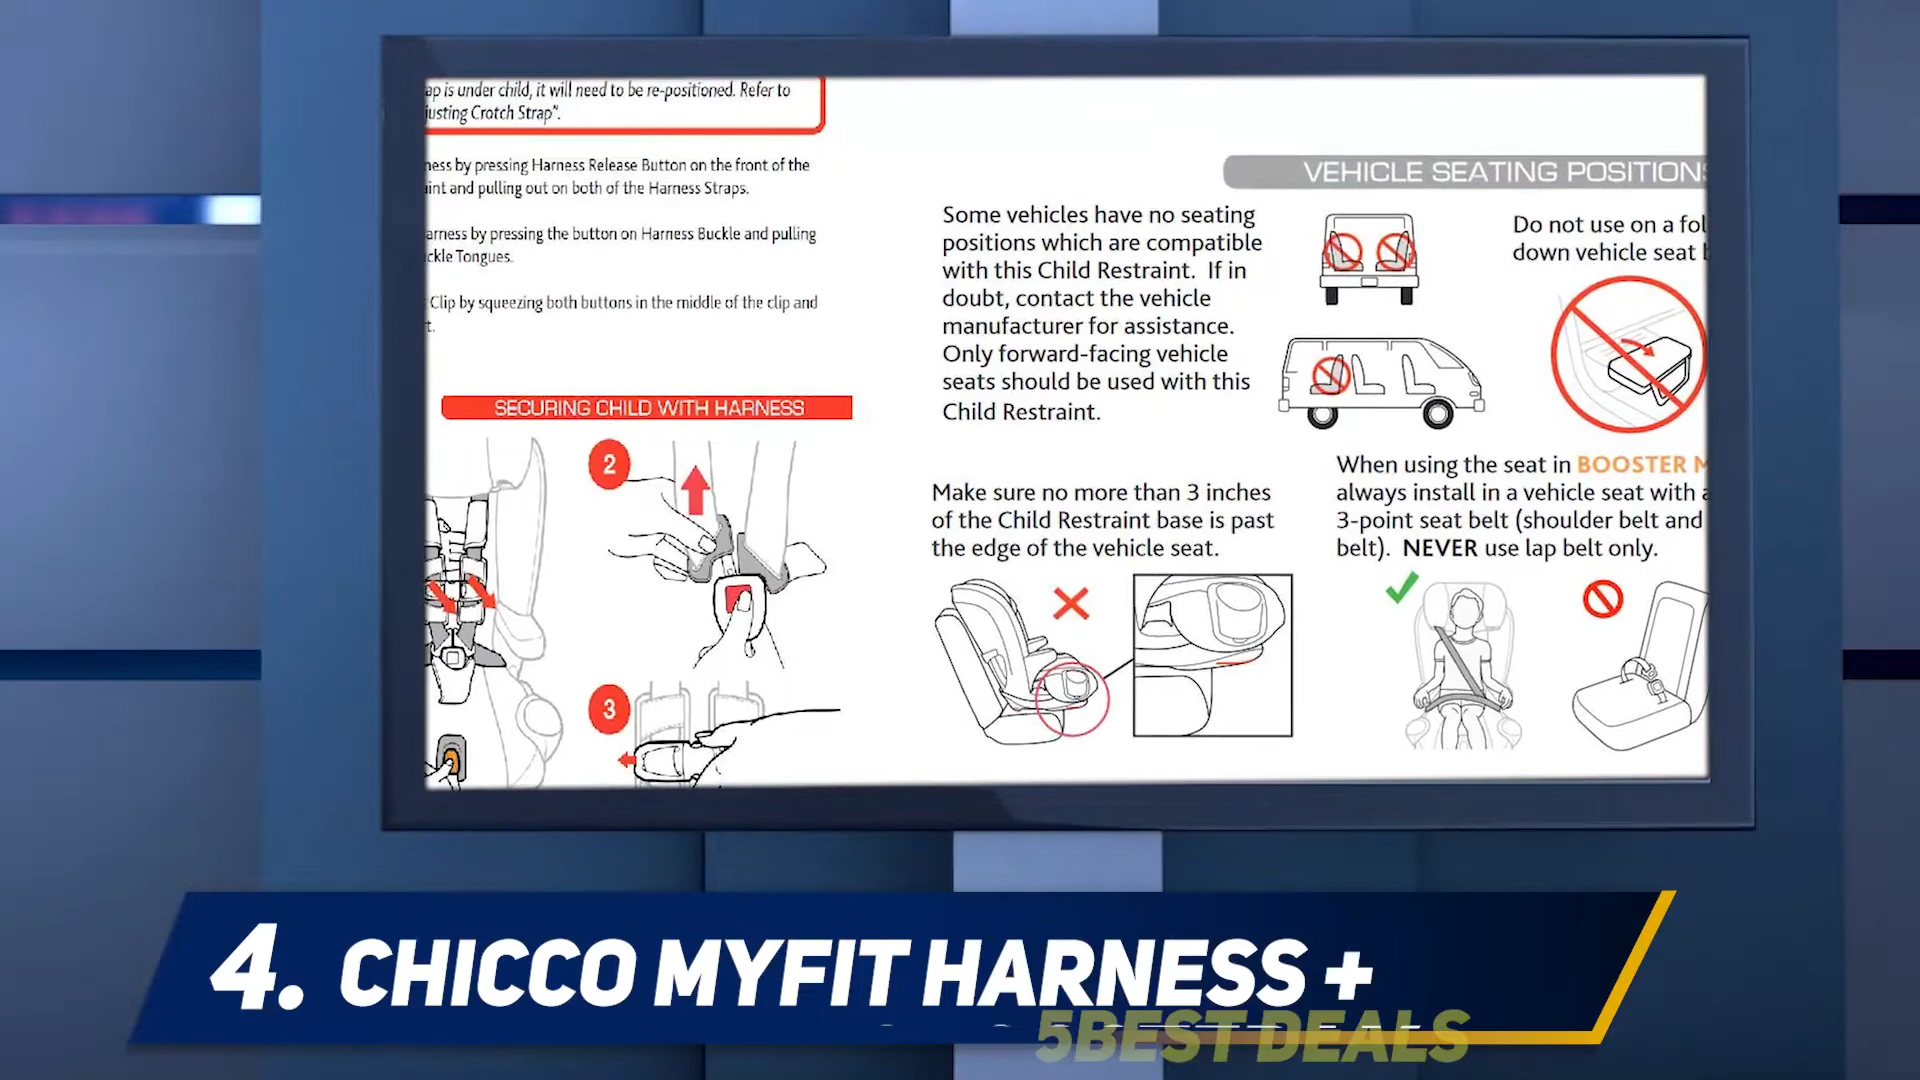 ap is under child, it will need to be re-positioned. Refer to
justing Crotch Strap".
ness by pressing Harness Release Button on the front of the
int and pulling out on both of the Harness Straps.
arness by pressing the button on Harness Buckle and pulling
ckle Tongues.
Clip by squeezing both buttons in the middle of the clip and
t.
SECURING CHILD WITH HARNESS
2
3
VEHICLE SEATING POSITIONS
Some vehicles have no seating
positions which are compatible
with this Child Restraint. If in
doubt, contact the vehicle
manufacturer for assistance.
Only forward-facing vehicle
seats should be used with this
Child Restraint.
Do not use on a fol
down vehicle seat b
Make sure no more than 3 inches
of the Child Restraint base is past
the edge of the vehicle seat.
When using the seat in BOOSTER M
always install in a vehicle seat with a
3-point seat belt (shoulder belt and
belt). NEVER use lap belt only.
4. CHICCO MYFIT HARNESS +
5BEST DEALS